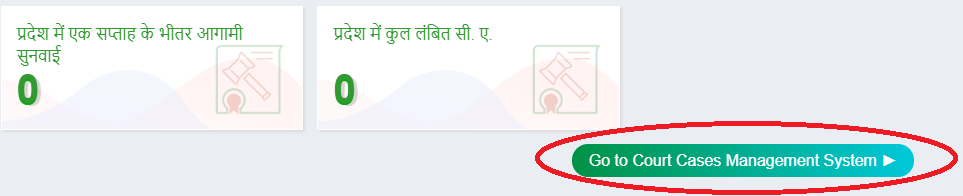 प्रदेश में एक सप्ताह के भीतर आगामी
सुनवाई
0
प्रदेश में कुल लंबित सी. ए.
0
Go to Court Cases Management System ►